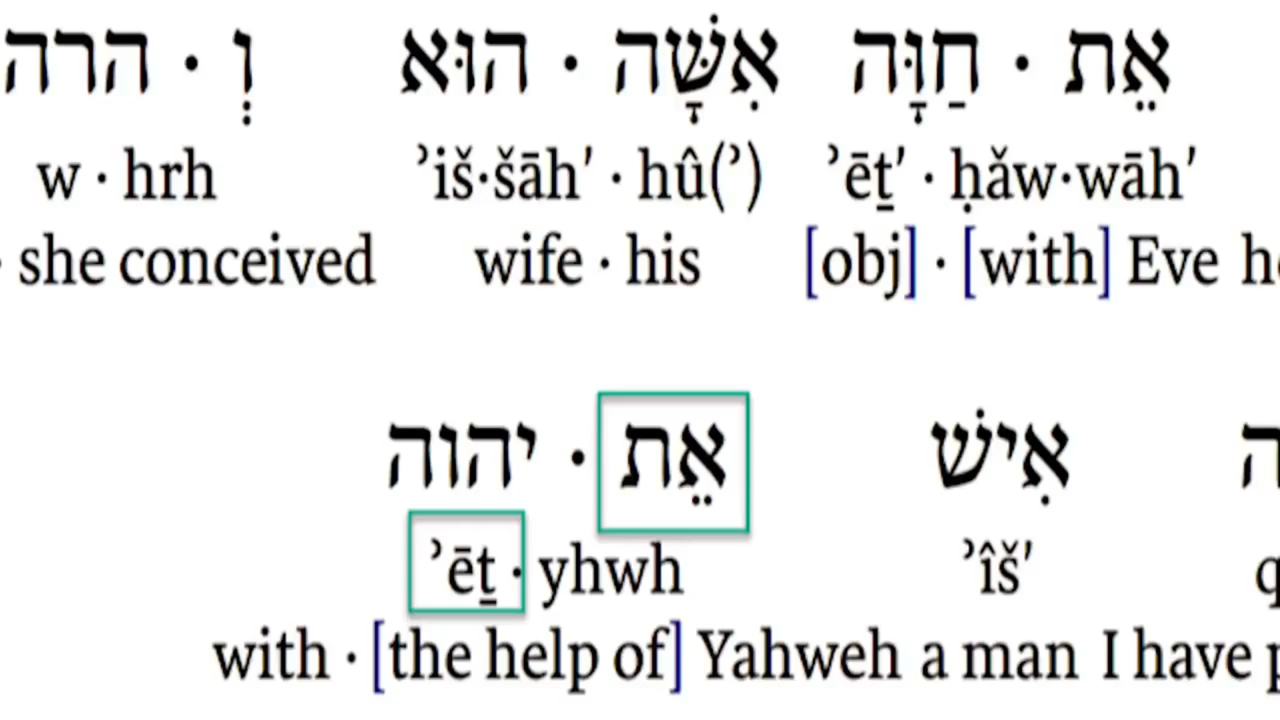 אֵת · חַוָּה אִשָּׁה · הוּא וְ · הרה
w · hrh ʾiš·šāh′ · hû(ʾ) ʾēṯ′ · ḥǎw·wāh′
· she conceived wife · his [obj] · [with] Eve
אִישׁ אֵת · יהוה
ʾēṯ · yhwh ʾîš′
with · [the help of] Yahweh a man I have